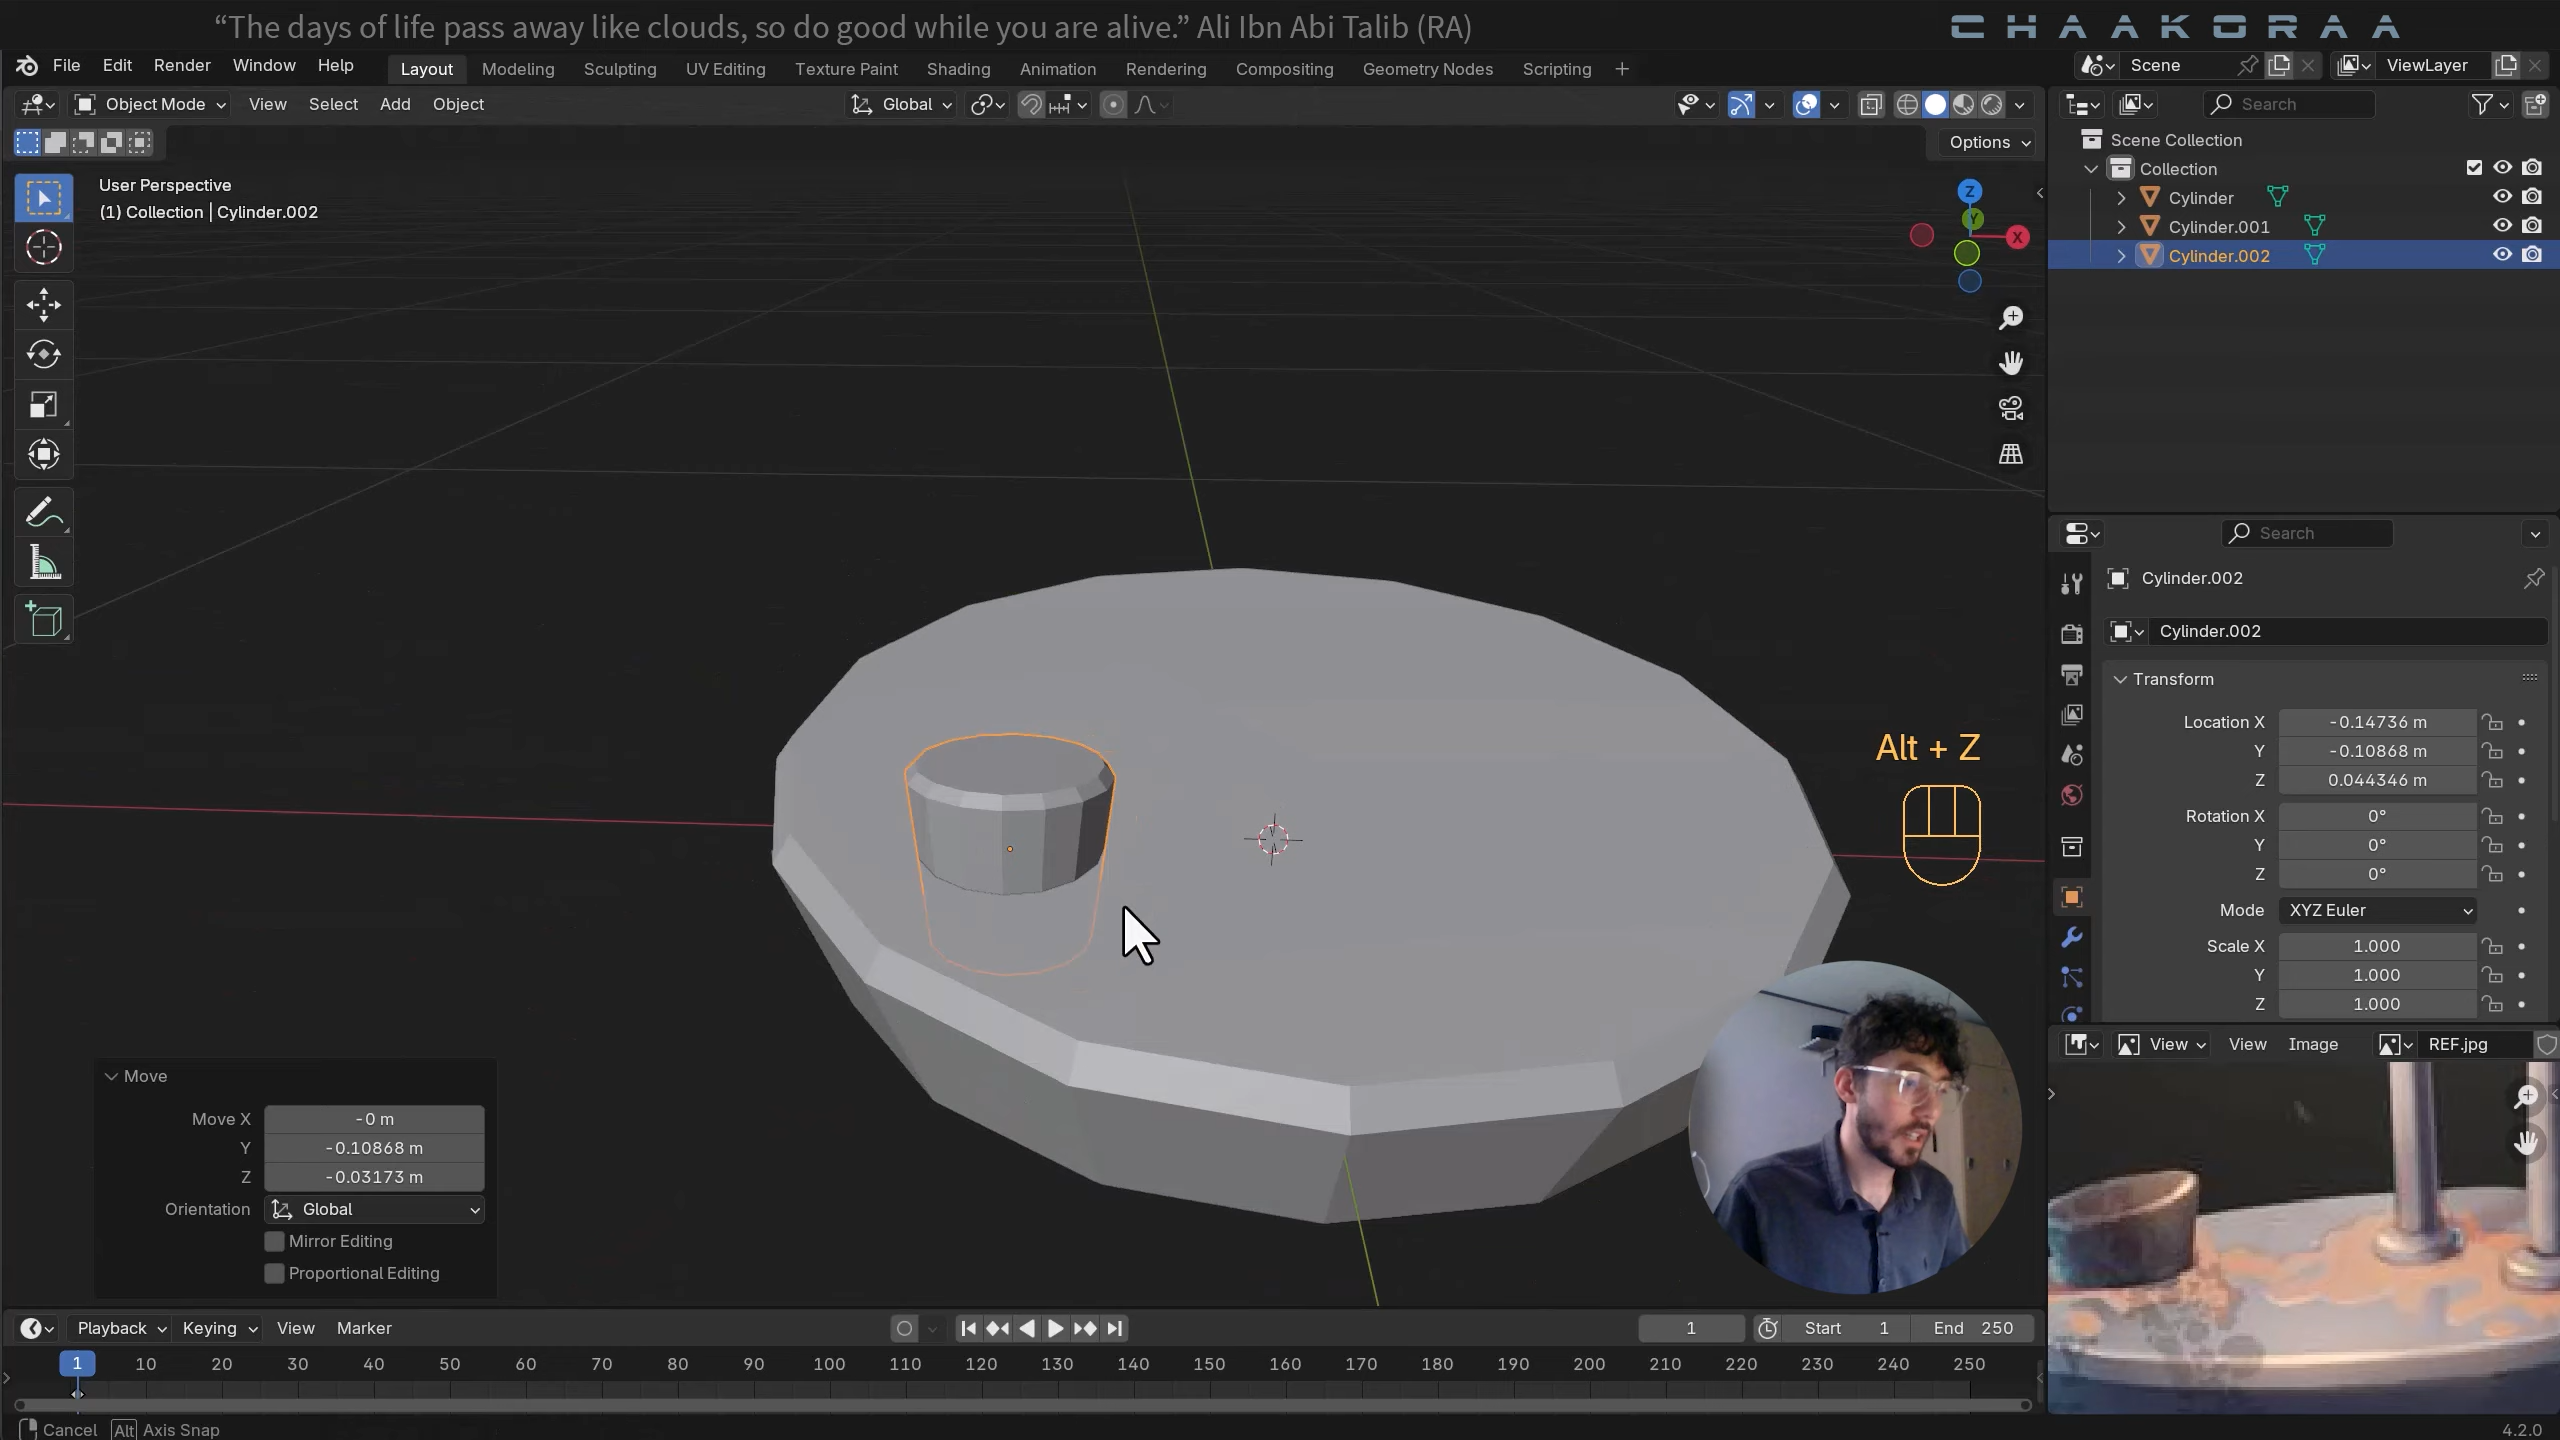 “The days of life pass away like clouds, so do good while you are alive.” Ali Ibn Abi Talib (RA)
CHAAKORAA
File Edit Render Window Help
Layout Modeling Sculpting UV Editing Texture Paint Shading Animation Rendering Compositing Geometry Nodes Scripting +
Scene
ViewLayer
Object Mode View Select Add Object
Global
Search
Options
User Perspective
(1) Collection | Cylinder.002
Z
Y
X
Scene Collection
Collection
Cylinder
Cylinder.001
Cylinder.002
Search
Cylinder.002
Cylinder.002
Transform
Location X -0.14736 m
Y -0.10868 m
Z 0.044346 m
Rotation X 0°
Y 0°
Z 0°
Mode XYZ Euler
Scale X 1.000
Y 1.000
Z 1.000
Alt + Z
View View Image REF.jpg
Move
Move X -0 m
Y -0.10868 m
Z -0.03173 m
Orientation Global
Mirror Editing
Proportional Editing
Playback Keying View Marker
1
Start 1
End 250
1 10 20 30 40 50 60 70 80 90 100 110 120 130 140 150 160 170 180 190 200 210 220 230 240 250
Cancel Alt Axis Snap
4.2.0